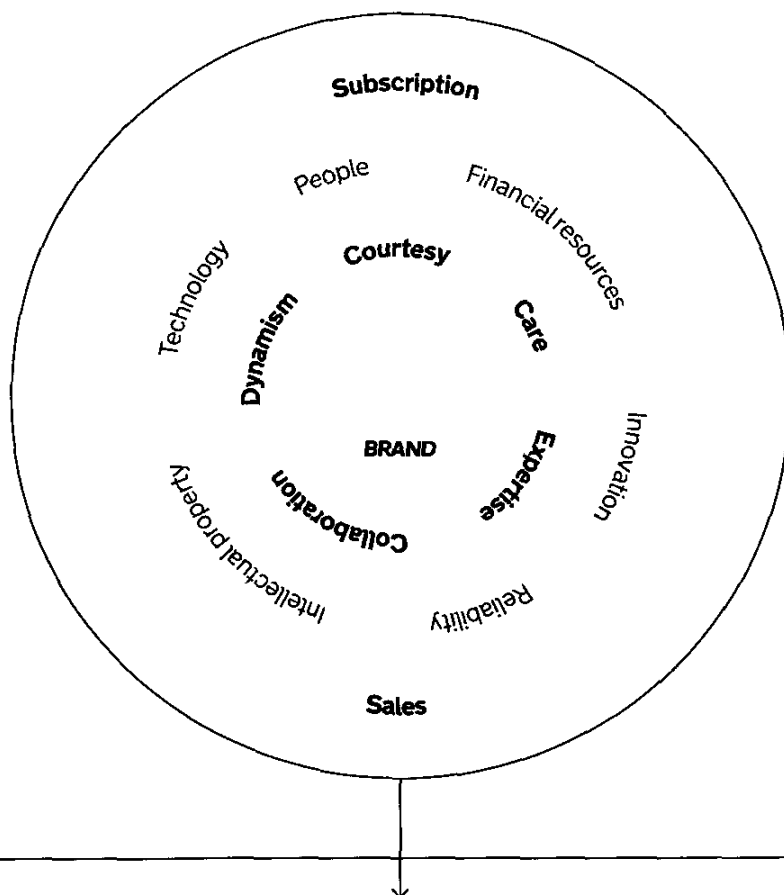 Subscription
People
Financial resources
Technology
Courtesy
Care
Dynamism
Innovation
BRAND
Expertise
Collaboration
Intellectual property
Reliability
Sales